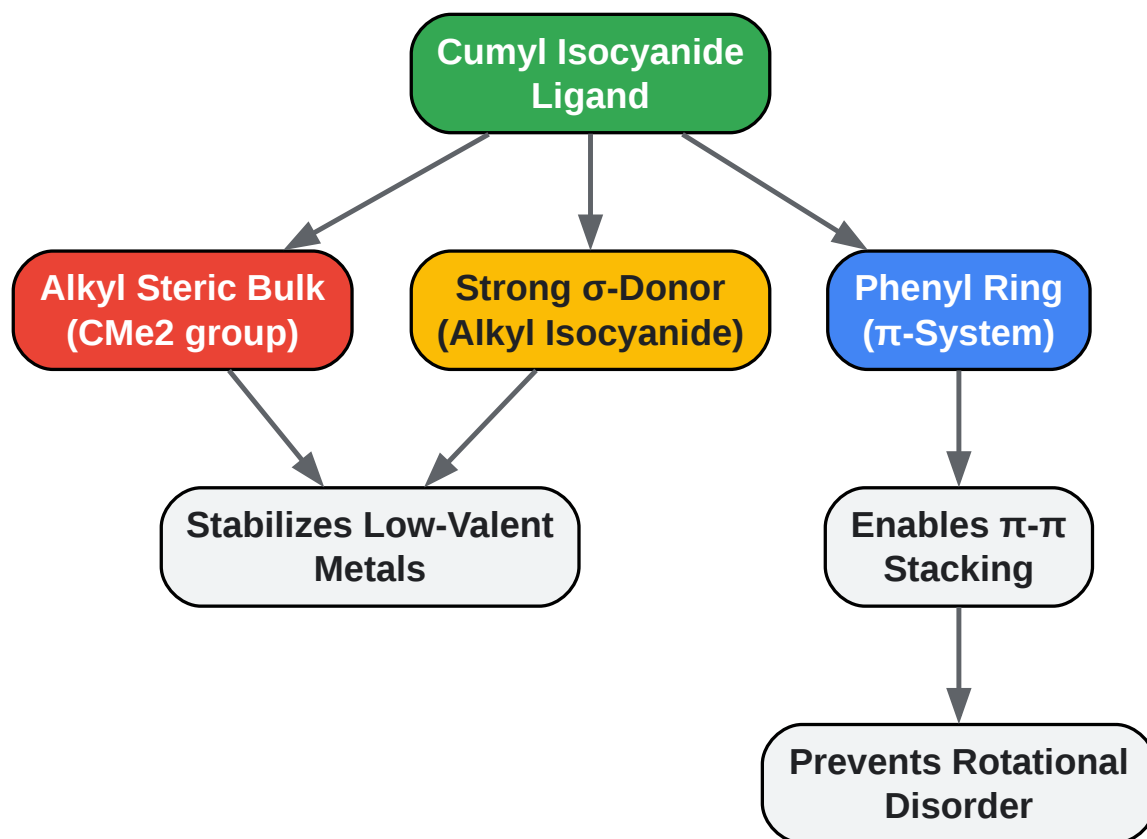 Cumyl Isocyanide
Ligand
Alkyl Steric Bulk
(CMe2 group)
Strong σ-Donor
(Alkyl Isocyanide)
Phenyl Ring
(π-System)
Stabilizes Low-Valent
Metals
Enables π-π
Stacking
Prevents Rotational
Disorder